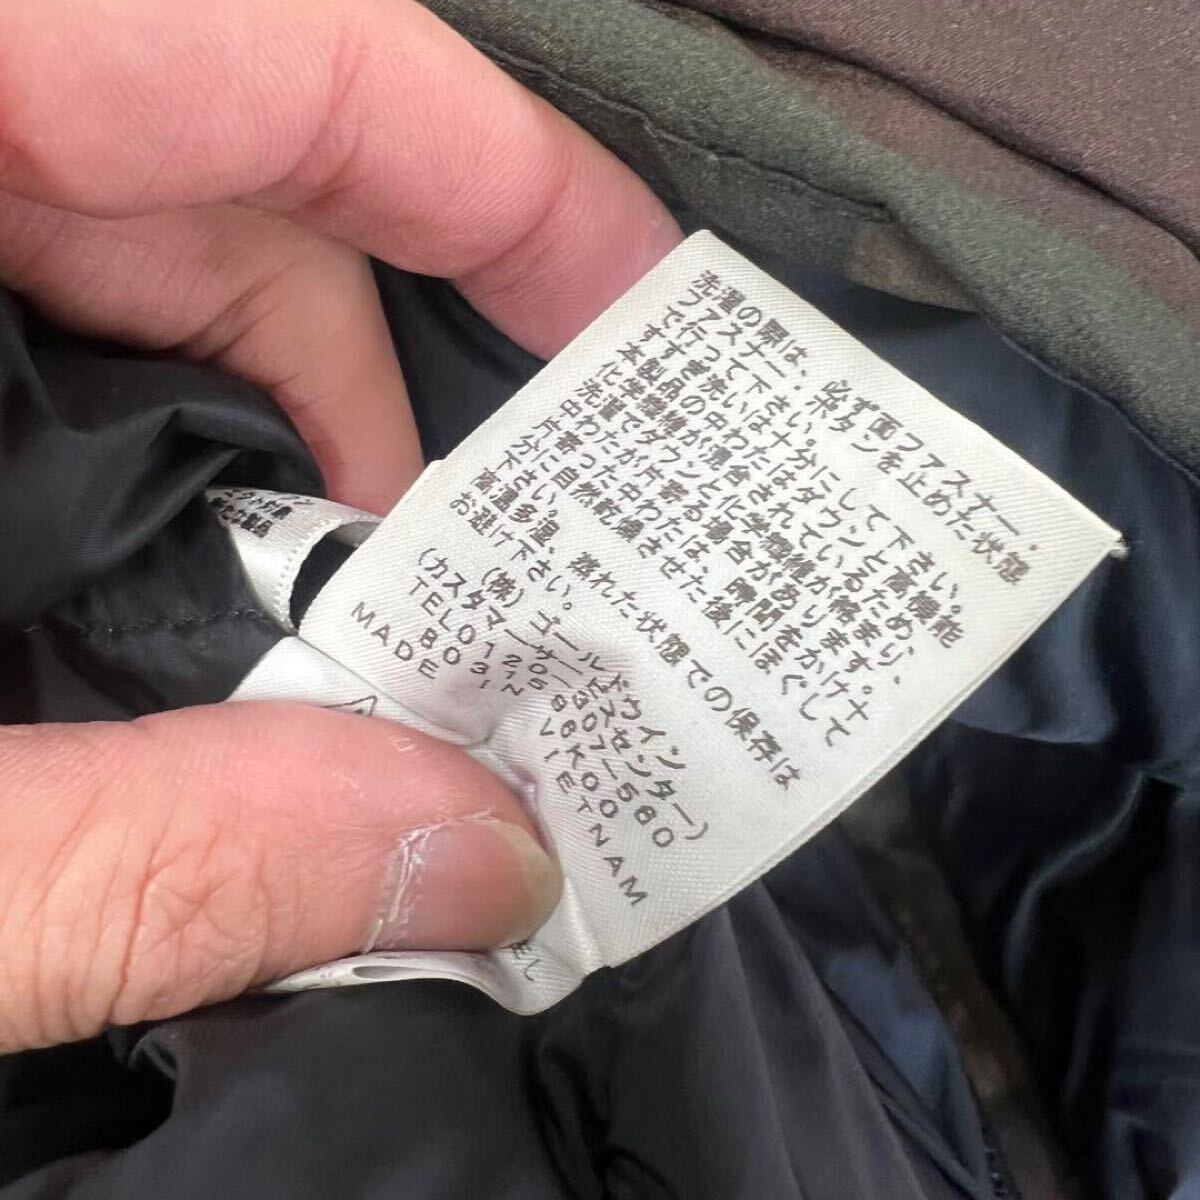 洗濯の際は、必ず面ファスナー、
ファスナー、ボタンを止めた状態
で行って下さい。
すすぎ洗いは十分にして下さい。
本製品の中わたはダウンと高機能
化学繊維が混合されているため、
洗濯でダウンと化学繊維が絡まり、
中わたが片寄る場合があります。
片寄った中わたは、時間をかけ十
分に自然乾燥させた後にほぐして
下さい。
高温多湿、蒸れた状態での保存は
お避け下さい。
(株)ゴールドウイン
(カスタマーサービスセンター)
TEL0120-307-560
MADE IN VIETNAM